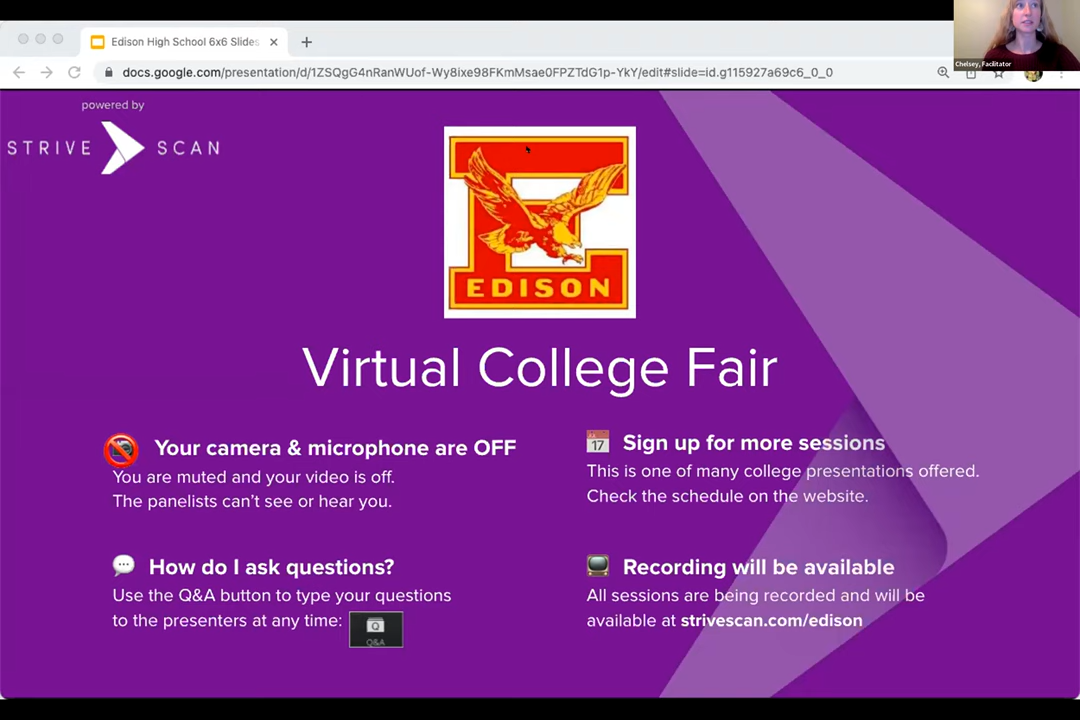 Edison High School 6x6 Slides
docs.google.com/presentation/d/1ZSQgG4nRanWUof-Wy8ixe98FKmMsae0FPZTdG1p-YkY/edit#slide=id.g115927a69c6_0_0
Chelsey, Facilitator
powered by
STRIVE SCAN
EDISON
Virtual College Fair
Your camera & microphone are OFF
You are muted and your video is off.
The panelists can't see or hear you.
17
Sign up for more sessions
This is one of many college presentations offered.
Check the schedule on the website.
How do I ask questions?
Use the Q&A button to type your questions
to the presenters at any time:
Q
Q&A
Recording will be available
All sessions are being recorded and will be
available at strivescan.com/edison